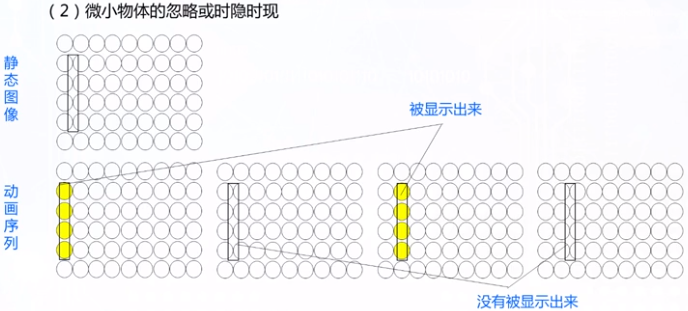 （2）微小物体的忽略或时隐时现
静态图像
被显示出来
动画序列
没有被显示出来